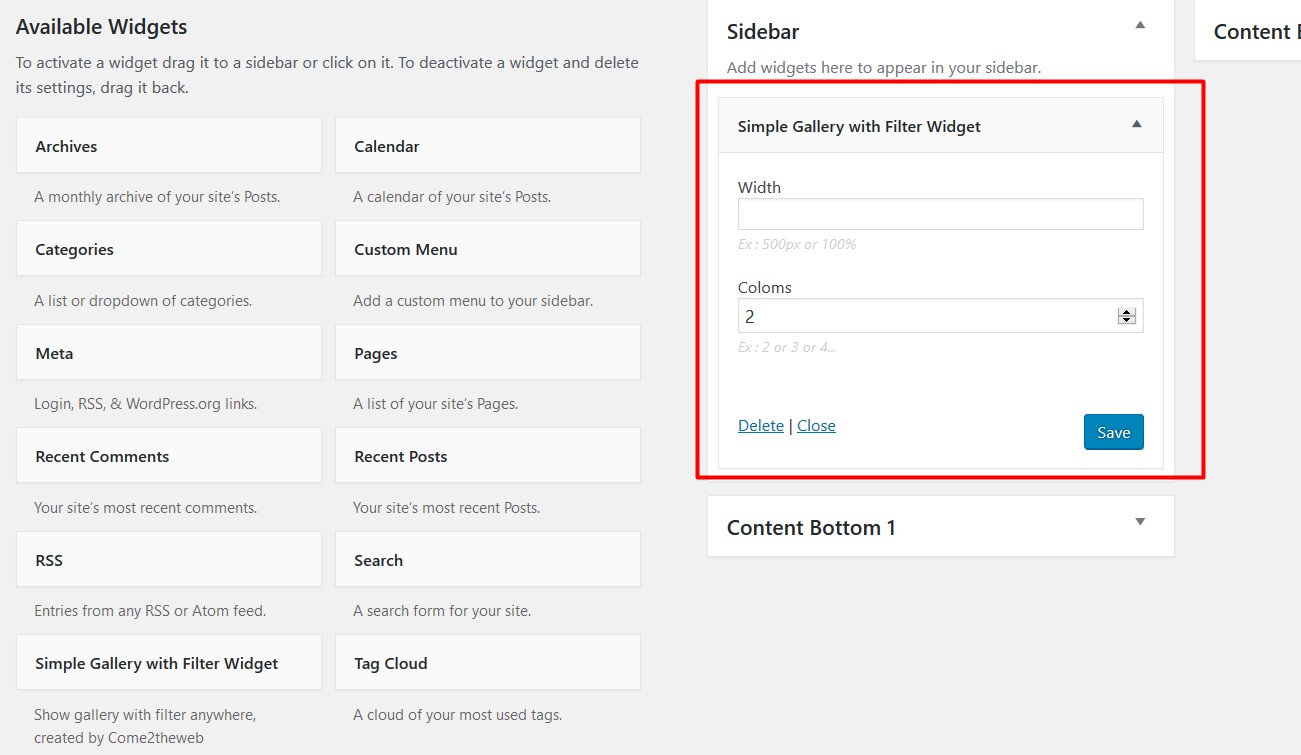 Available Widgets
To activate a widget drag it to a sidebar or click on it. To deactivate a widget and delete
its settings, drag it back.
Archives
A monthly archive of your site's Posts.
Calendar
A calendar of your site's Posts.
Categories
A list or dropdown of categories.
Custom Menu
Add a custom menu to your sidebar.
Meta
Login, RSS, & WordPress.org links.
Pages
A list of your site's Pages.
Recent Comments
Your site's most recent comments.
Recent Posts
Your site's most recent Posts.
RSS
Entries from any RSS or Atom feed.
Search
A search form for your site.
Simple Gallery with Filter Widget
Show gallery with filter anywhere,
created by Come2theweb
Tag Cloud
A cloud of your most used tags.
Sidebar
Add widgets here to appear in your sidebar.
Simple Gallery with Filter Widget
Width
Ex : 500px or 100%
Coloms
2
Ex : 2 or 3 or 4...
Delete | Close
Save
Content Bottom 1
Content